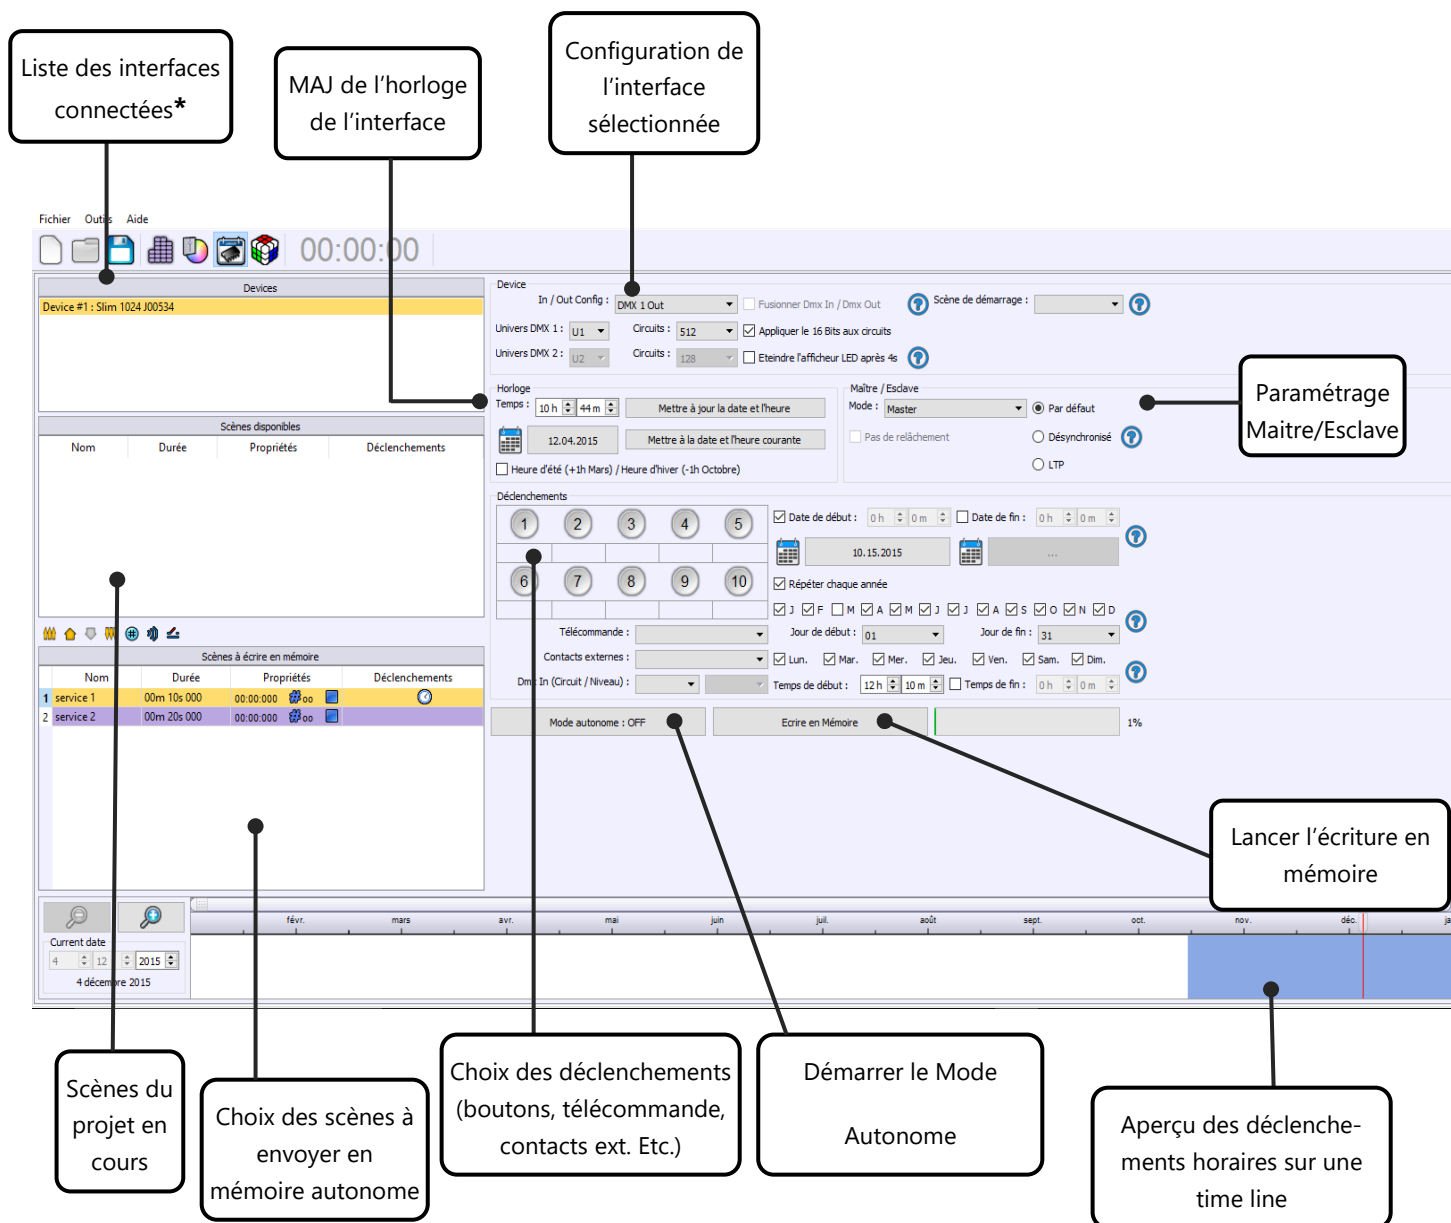 Liste des interfaces
connectées*
MAJ de l’horloge
de l’interface
Configuration de
l’interface
sélectionnée
Fichier Outils Aide
00:00:00
Devices
Device #1 : Slim 1024 J00534
Device
In / Out Config : DMX 1 Out Fusionner Dmx In / Dmx Out ? Scène de démarrage : ?
Univers DMX 1 : U1 Circuits : 512 Appliquer le 16 Bits aux circuits
Univers DMX 2 : U2 Circuits : 128 Eteindre l'afficheur LED après 4s ?
Horloge
Temps : 10 h 44 m Mettre à jour la date et l'heure
12.04.2015 Mettre à la date et l'heure courante
Heure d'été (+1h Mars) / Heure d'hiver (-1h Octobre)
Maître / Esclave
Mode : Master Par défaut
Pas de relâchement Désynchronisé ?
LTP
Paramétrage
Maitre/Esclave
Scènes disponibles
Nom Durée Propriétés Déclenchements
Déclenchements
1 2 3 4 5
6 7 8 9 10
Date de début : 0 h 0 m Date de fin : 0 h 0 m ?
10.15.2015 ...
Répéter chaque année
J F M A M J J A S O N D ?
Télécommande : Jour de début : 01 Jour de fin : 31
Contacts externes : Lun. Mar. Mer. Jeu. Ven. Sam. Dim. ?
Dmx In (Circuit / Niveau) : Temps de début : 12 h 10 m Temps de fin : 0 h 0 m
Scènes à écrire en mémoire
Nom Durée Propriétés Déclenchements
1 service 1 00m 10s 000 00:00:000 #oo
2 service 2 00m 20s 000 00:00:000 #oo
Mode autonome : OFF Ecrire en Mémoire 1%
Lancer l’écriture en
mémoire
févr. mars avr. mai juin juil. août sept. oct. nov. déc. ja
Current date
4 12 2015
4 décembre 2015
Scènes du
projet en
cours
Choix des scènes à
envoyer en
mémoire autonome
Choix des déclenchements
(boutons, télécommande,
contacts ext. Etc.)
Démarrer le Mode
Autonome
Aperçu des déclenche-
ments horaires sur une
time line